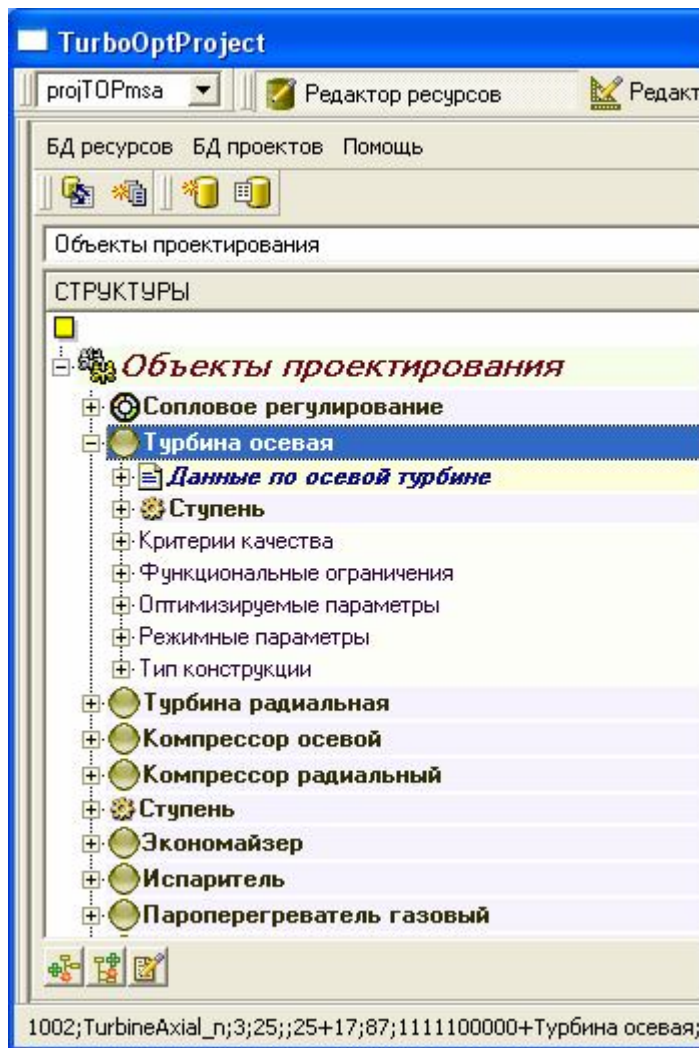 TurboOptProject
projTOPmsa Редактор ресурсов Редакт
БД ресурсов БД проектов Помощь
Объекты проектирования
СТРУКТУРЫ
Объекты проектирования
Сопловое регулирование
Турбина осевая
Данные по осевой турбине
Ступень
Критерии качества
Функциональные ограничения
Оптимизируемые параметры
Режимные параметры
Тип конструкции
Турбина радиальная
Компрессор осевой
Компрессор радиальный
Ступень
Экономайзер
Испаритель
Пароперегреватель газовый
1002;TurbineAxial_n;3;25;;25+17;87;1111100000+Турбина осевая;